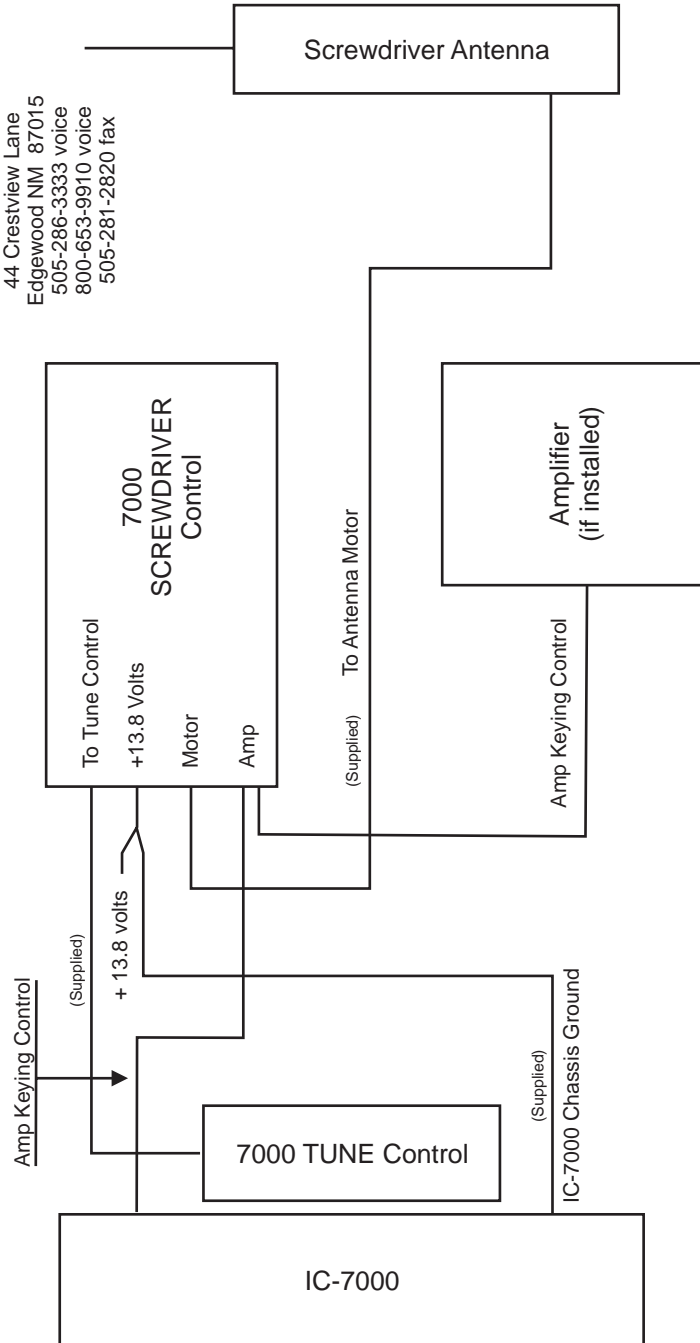 Screwdriver Antenna
44 Crestview Lane
Edgewood NM 87015
505-286-3333 voice
800-653-9910 voice
505-281-2820 fax
7000
SCREWDRIVER
Control
To Tune Control
+13.8 Volts
Motor
Amp
Amplifier
(if installed)
(Supplied)
To Antenna Motor
Amp Keying Control
Amp Keying Control
(Supplied)
+ 13.8 volts
(Supplied)
IC-7000 Chassis Ground
7000 TUNE Control
IC-7000